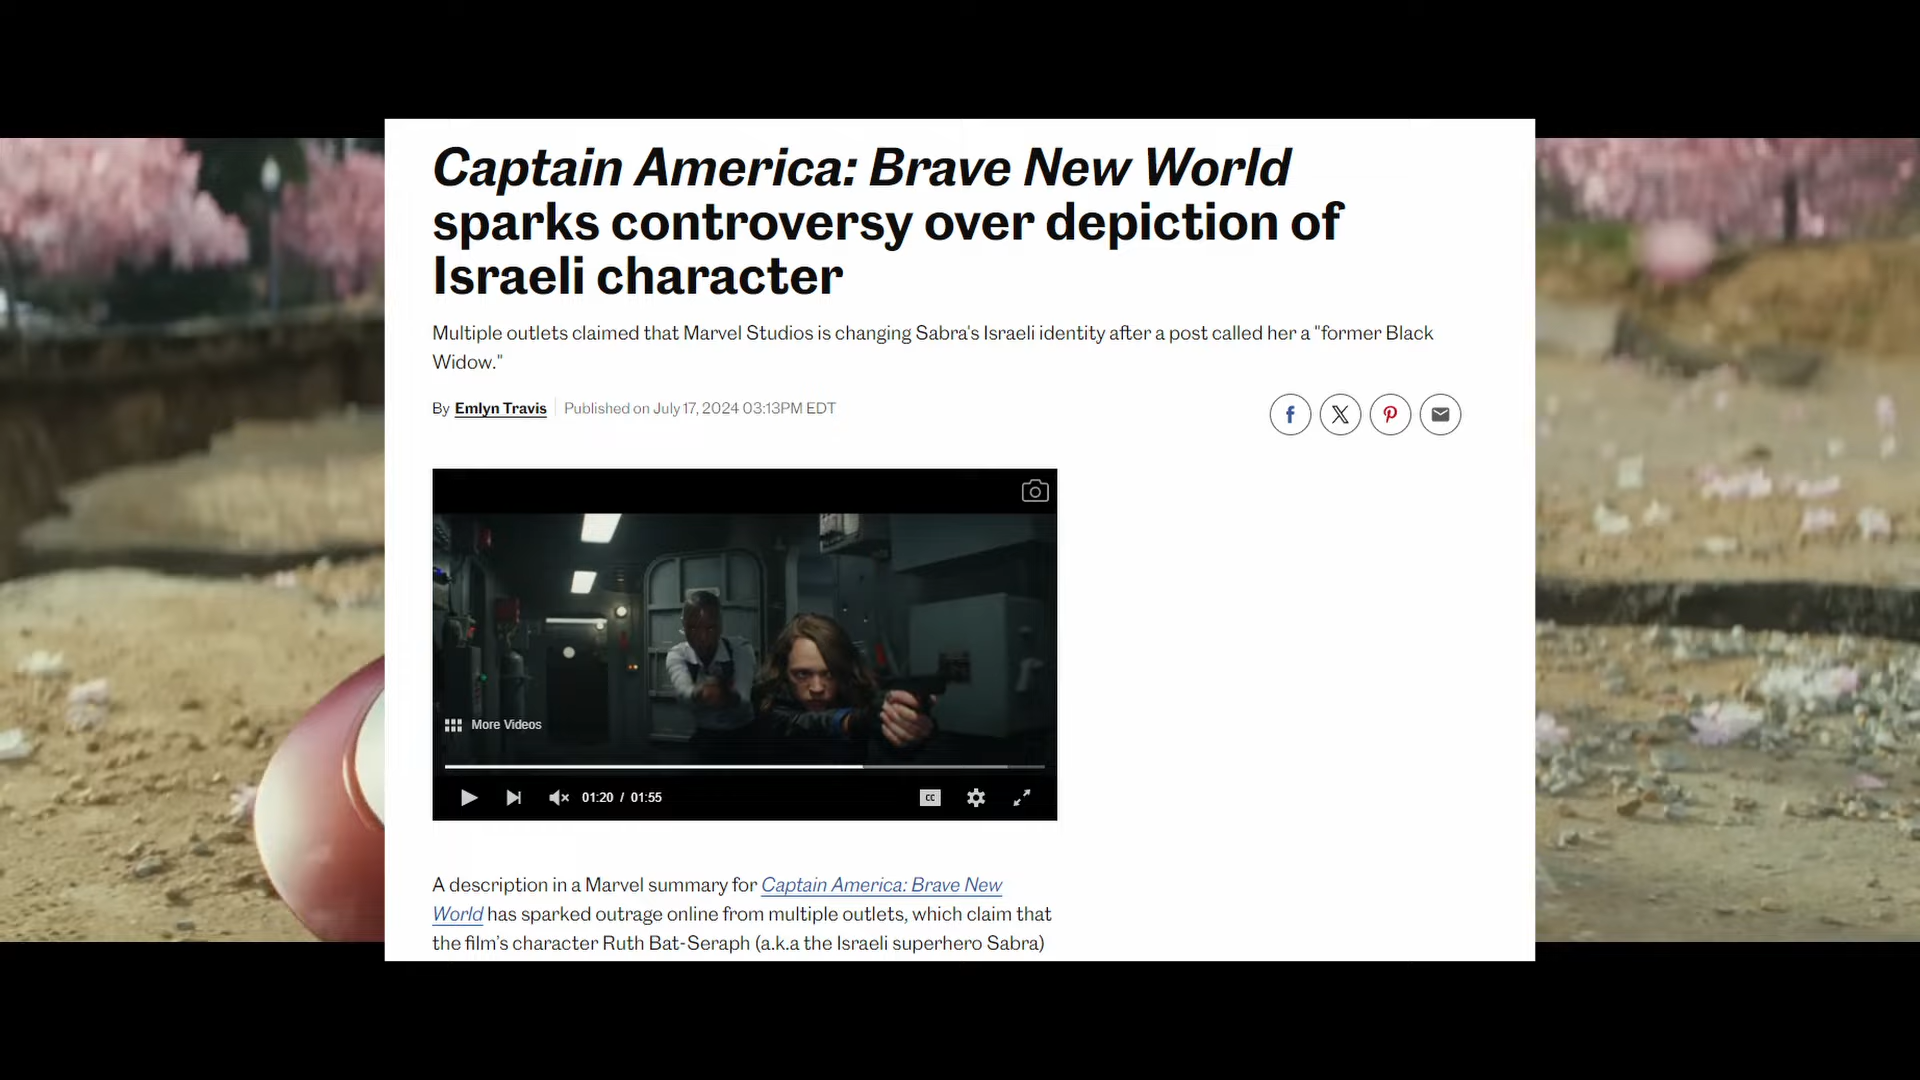 Captain America: Brave New World
sparks controversy over depiction of
Israeli character
Multiple outlets claimed that Marvel Studios is changing Sabra's Israeli identity after a post called her a "former Black
Widow."
By Emlyn Travis Published on July 17, 2024 03:13PM EDT
More Videos
01:20 / 01:55
CC
A description in a Marvel summary for Captain America: Brave New
World has sparked outrage online from multiple outlets, which claim that
the film's character Ruth Bat-Seraph (a.k.a the Israeli superhero Sabra)